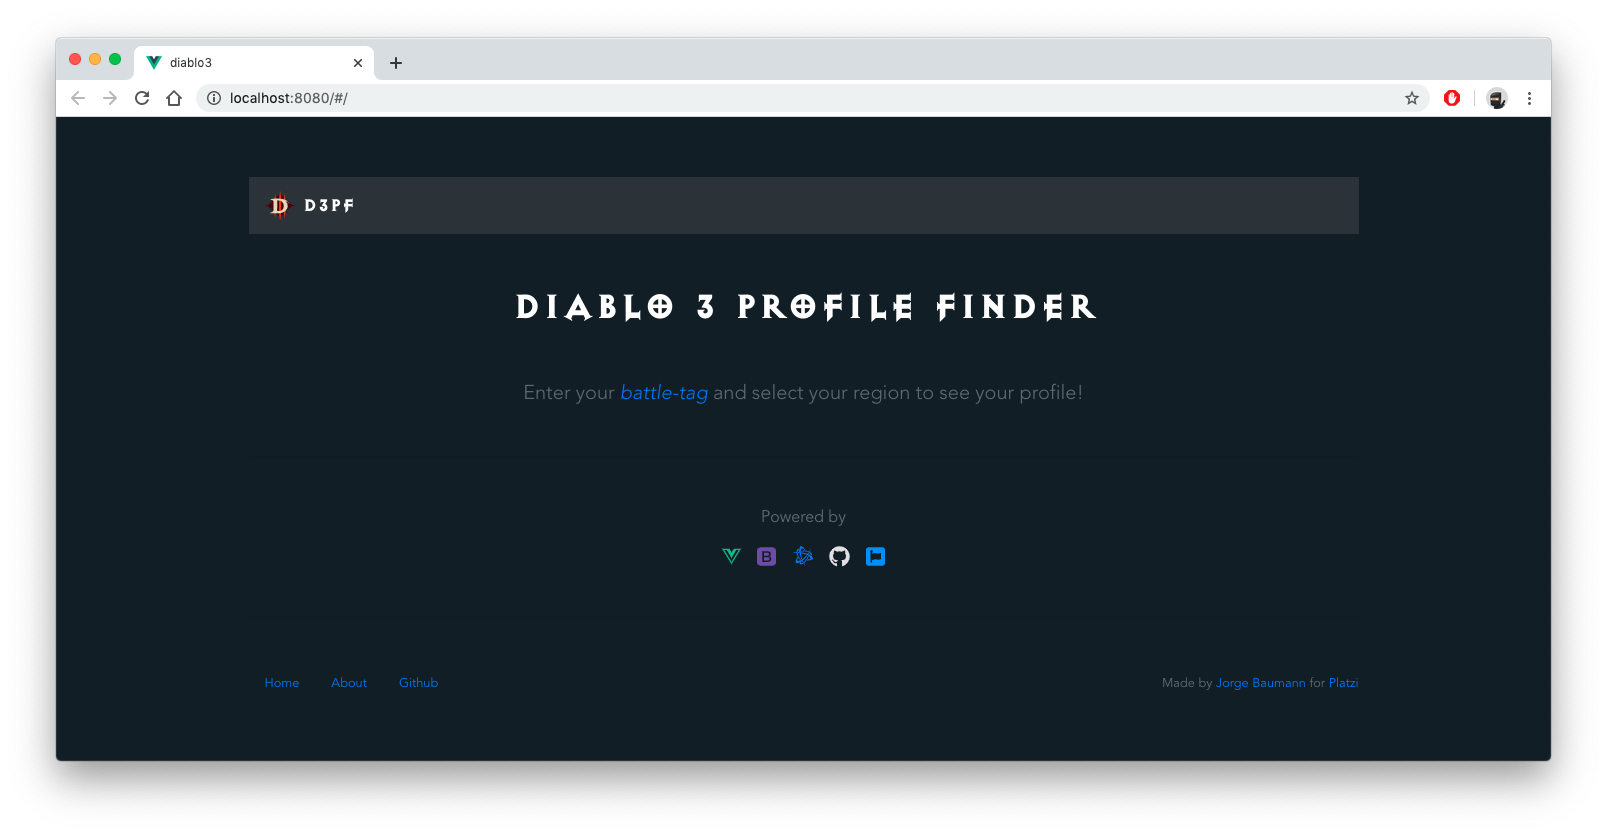 diablo3
localhost:8080/#/
D D3PF
DIABLO 3 PROFILE FINDER
Enter your battle-tag and select your region to see your profile!
Powered by
B
Home About Github Made by Jorge Baumann for Platzi